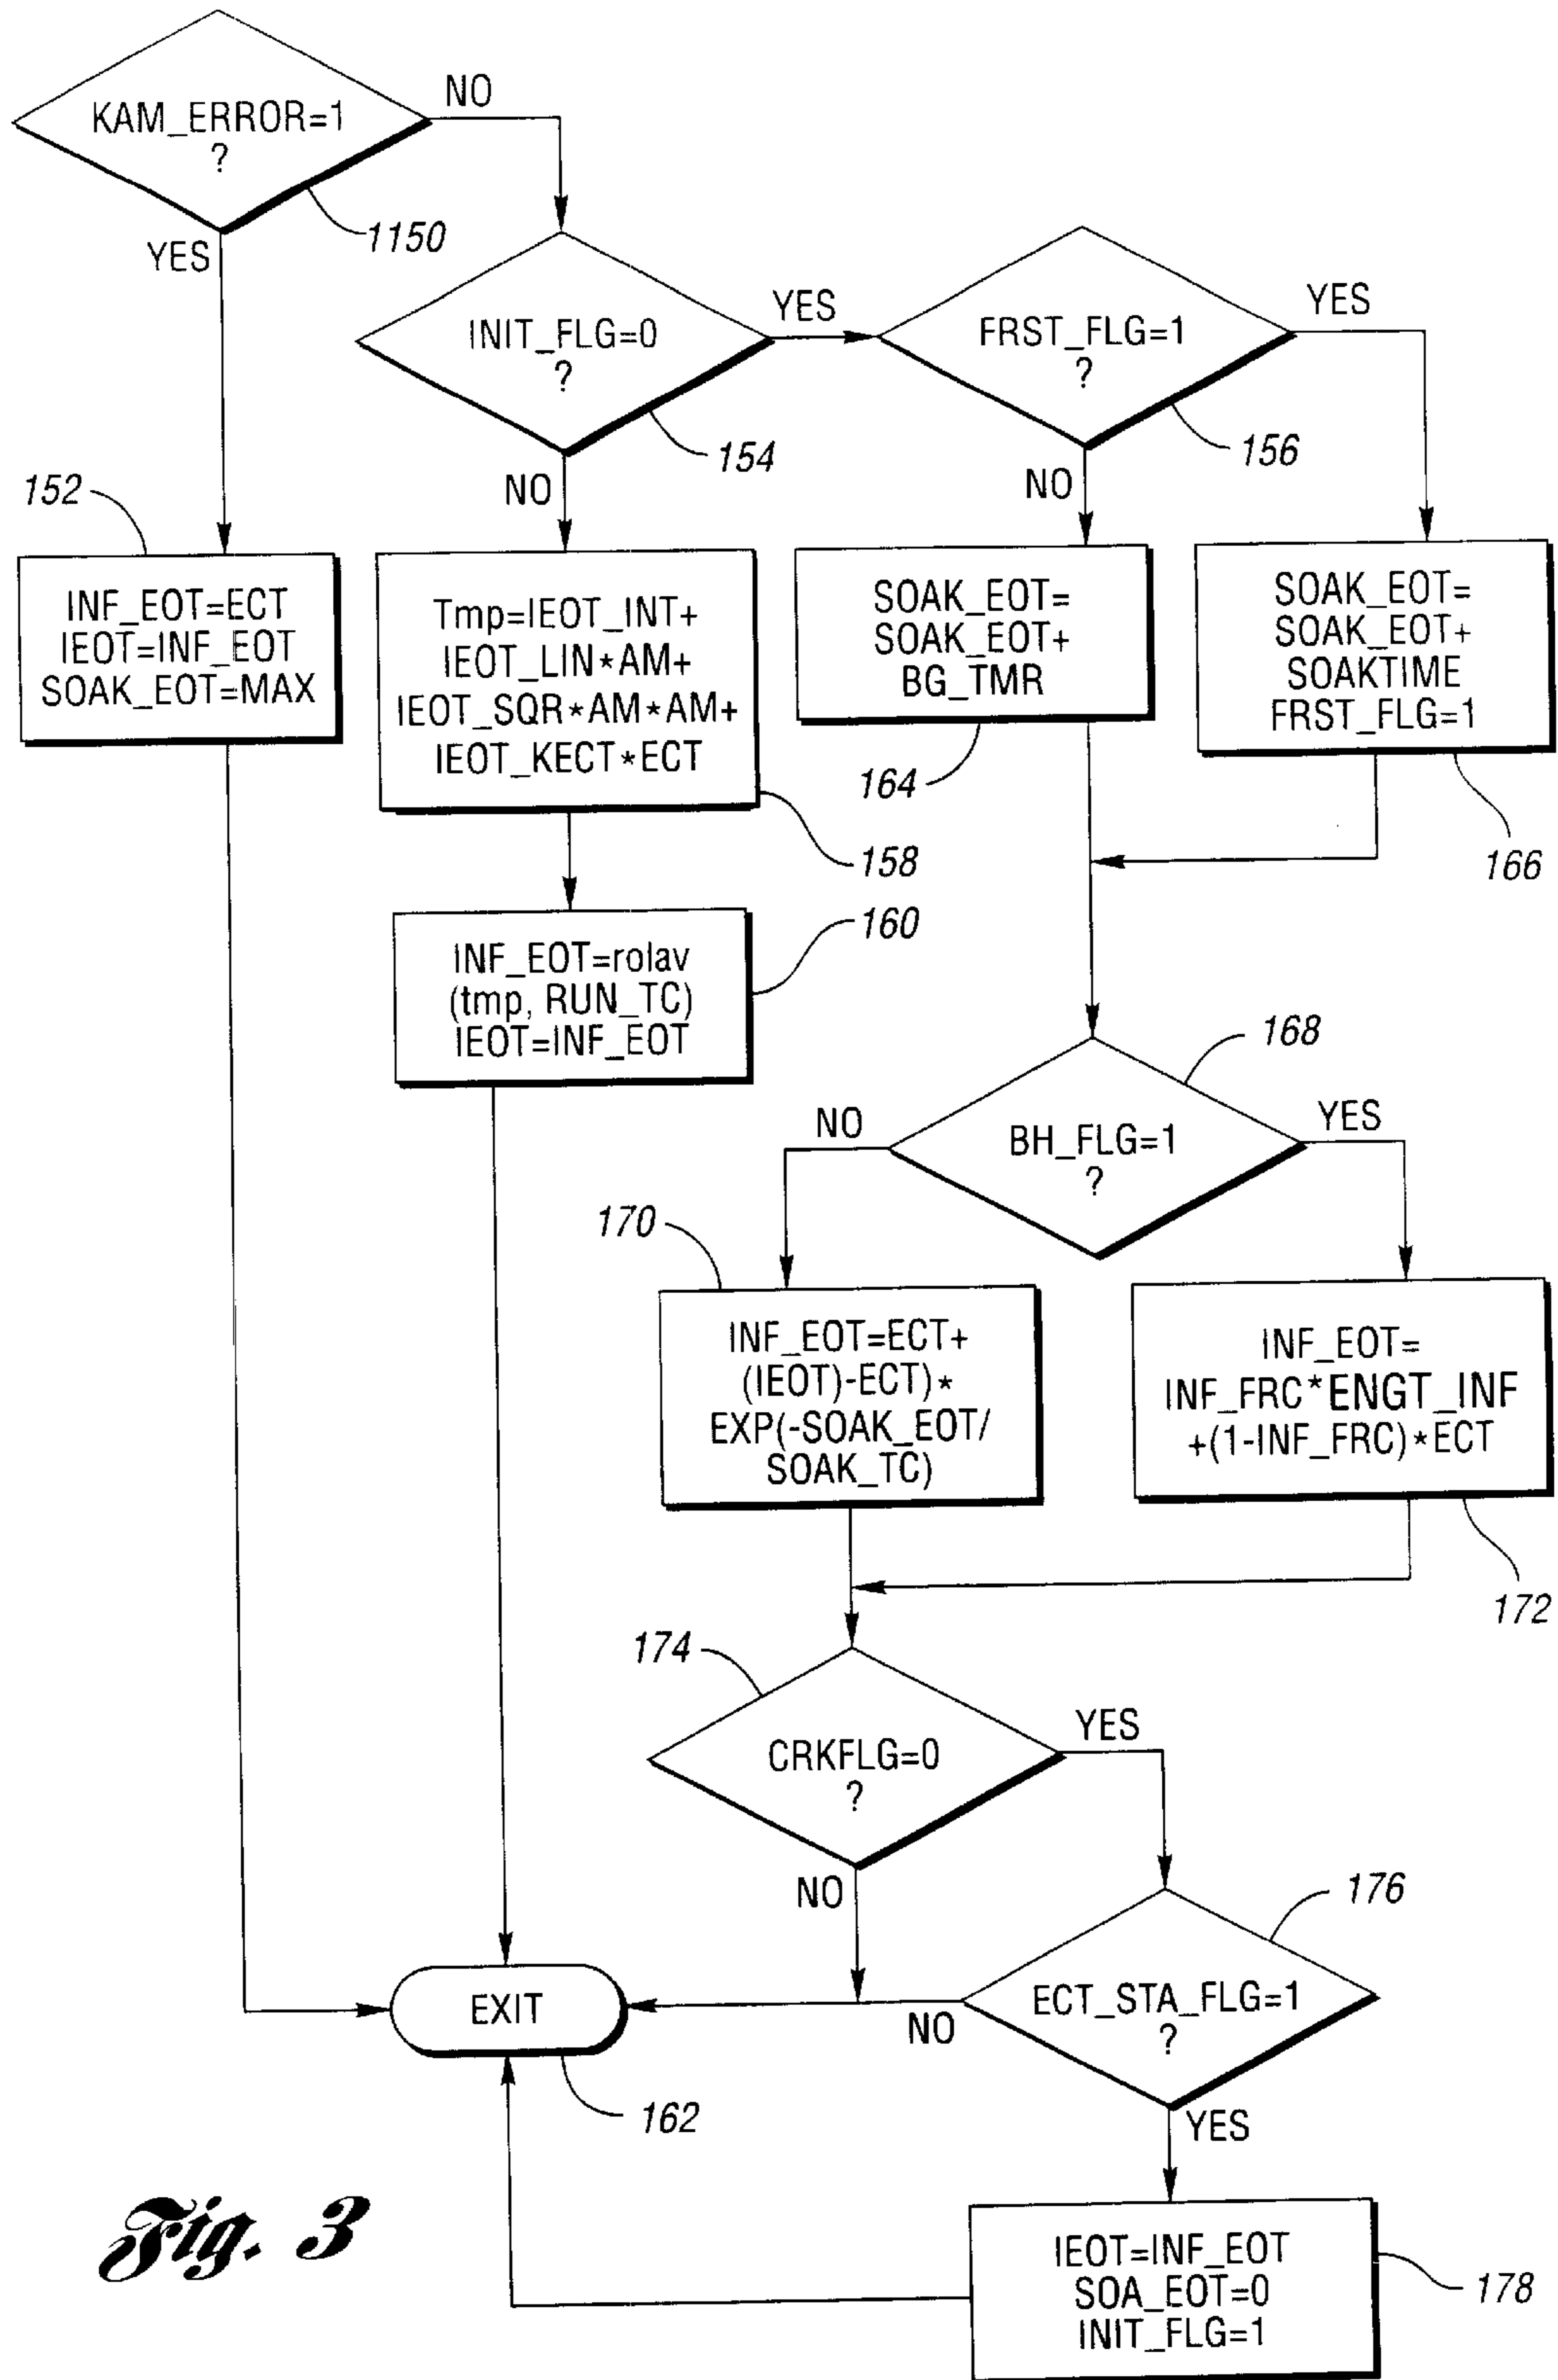 KAM_ERROR=1
?
NO
1150
YES
INIT_FLG=0
?
YES
154
NO
FRST_FLG=1
?
YES
156
NO
152
INF_EOT=ECT
IEOT=INF_EOT
SOAK_EOT=MAX
Tmp=IEOT_INT+
IEOT_LIN*AM+
IEOT_SQR*AM*AM+
IEOT_KECT*ECT
158
SOAK_EOT=
SOAK_EOT+
BG_TMR
164
SOAK_EOT=
SOAK_EOT+
SOAKTIME
FRST_FLG=1
166
INF_EOT=rolav
(tmp, RUN_TC)
IEOT=INF_EOT
160
168
BH_FLG=1
?
NO
YES
170
INF_EOT=ECT+
(IEOT)-ECT)*
EXP(-SOAK_EOT/
SOAK_TC)
INF_EOT=
INF_FRC*ENGT_INF
+(1-INF_FRC)*ECT
172
174
CRKFLG=0
?
YES
NO
176
ECT_STA_FLG=1
?
NO
YES
EXIT
162
IEOT=INF_EOT
SOA_EOT=0
INIT_FLG=1
178
Fig. 3